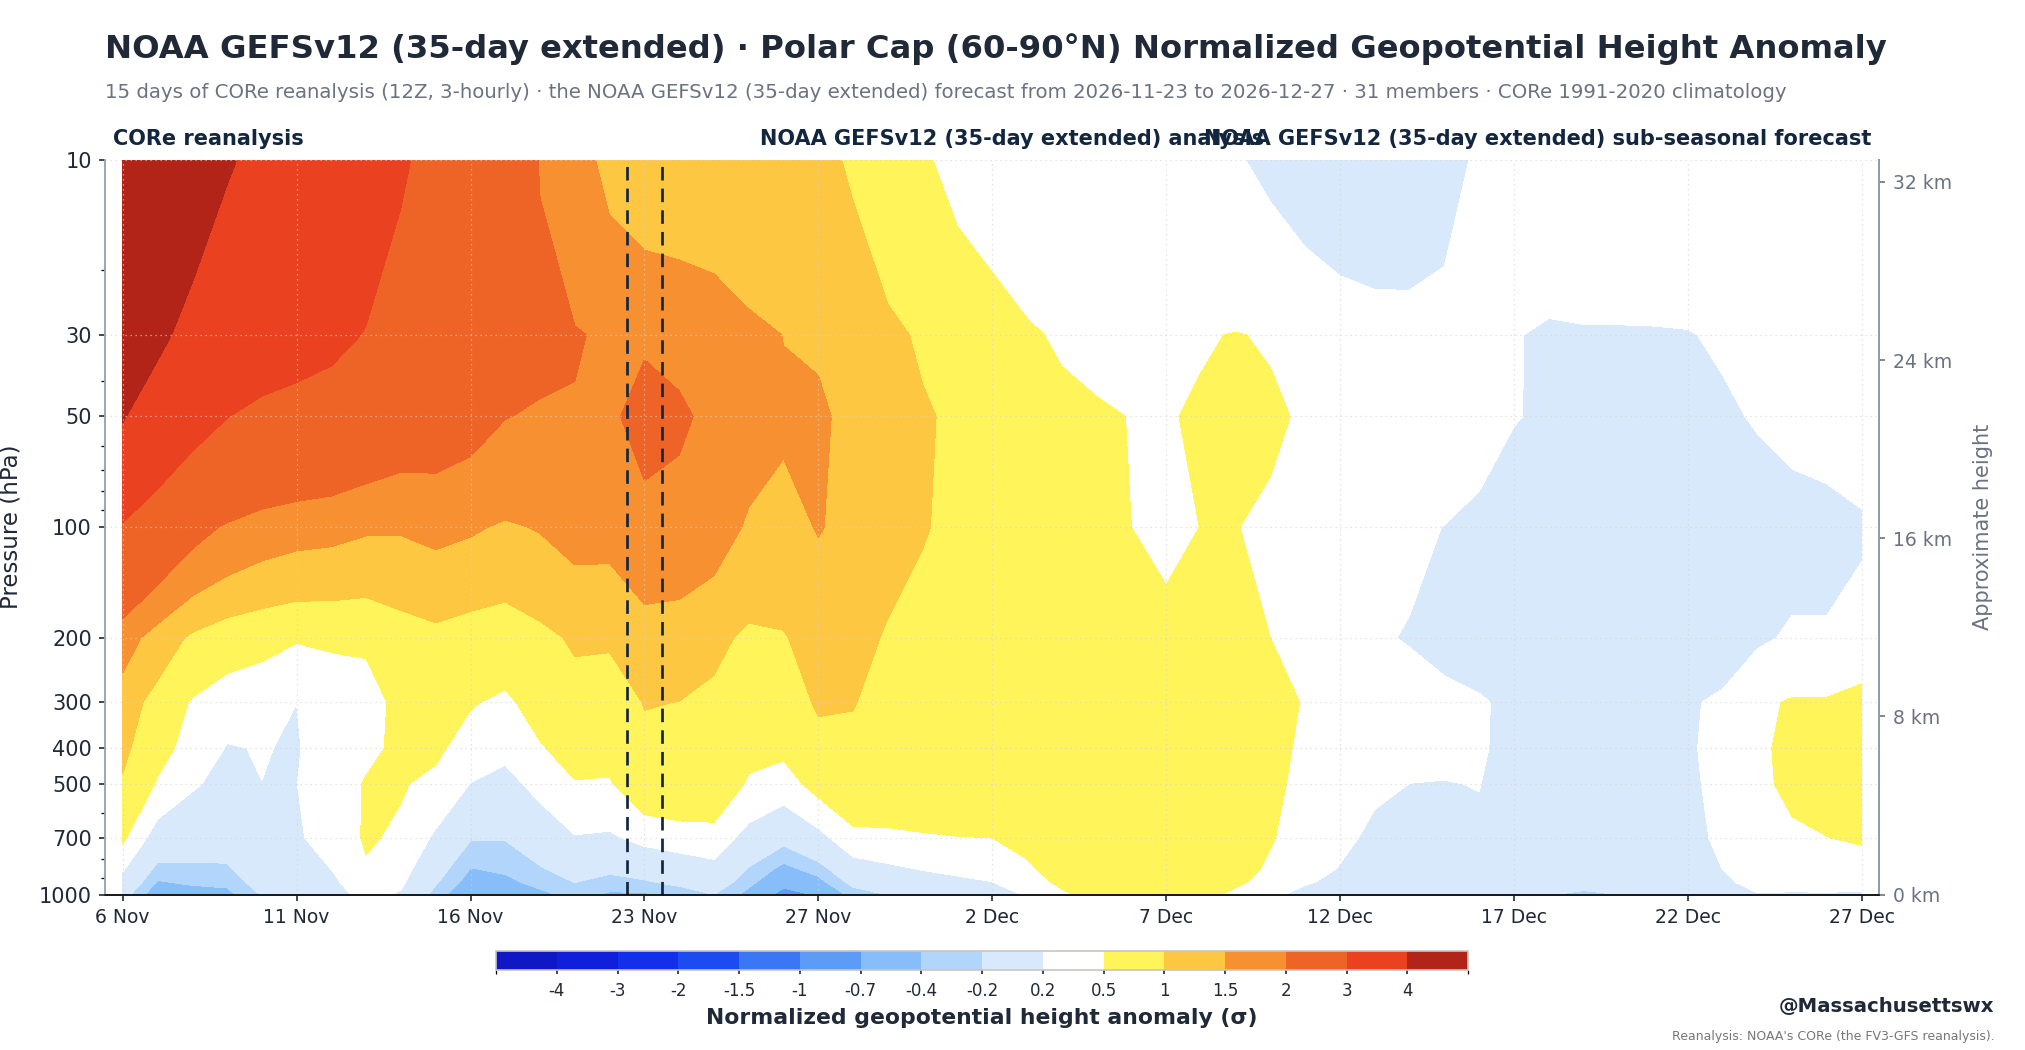 NOAA GEFSv12 (35-day extended) · Polar Cap (60-90°N) Normalized Geopotential Height Anomaly
15 days of CORe reanalysis (12Z, 3-hourly) · the NOAA GEFSv12 (35-day extended) forecast from 2026-11-23 to 2026-12-27 · 31 members · CORe 1991-2020 climatology
CORe reanalysis
NOAA GEFSv12 (35-day extended) analysis
NOAA GEFSv12 (35-day extended) sub-seasonal forecast
Pressure (hPa)
10
30
50
100
200
300
400
500
700
1000
32 km
24 km
16 km
8 km
0 km
Approximate height
6 Nov 11 Nov 16 Nov 23 Nov 27 Nov 2 Dec 7 Dec 12 Dec 17 Dec 22 Dec 27 Dec
-4 -3 -2 -1.5 -1 -0.7 -0.4 -0.2 0.2 0.5 1 1.5 2 3 4
Normalized geopotential height anomaly (σ)
@Massachusettswx
Reanalysis: NOAA's CORe (the FV3-GFS reanalysis).